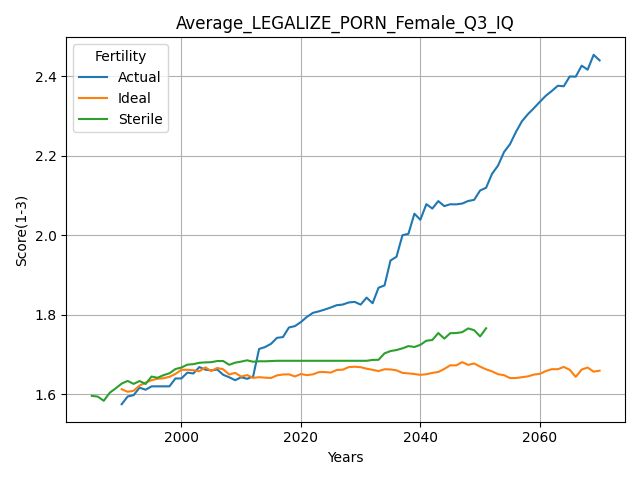 Average_LEGALIZE_PORN_Female_Q3_IQ
Fertility
Actual
Ideal
Sterile
Score(1-3)
2.4
2.2
2.0
1.8
1.6
2000
2020
2040
2060
Years